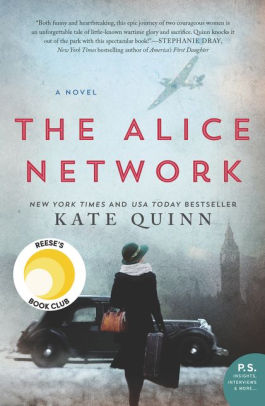 "Both funny and heartbreaking, this epic journey of two courageous women is
an unforgettable tale of little-known wartime glory and sacrifice. Quinn knocks it
out of the park with this spectacular book!"—STEPHANIE DRAY,
New York Times bestselling author of America's First Daughter
A NOVEL
THE ALICE
NETWORK
NEW YORK TIMES AND USA TODAY BESTSELLER
KATE QUINN
REESE'S
BOOK CLUB
P.S.
INSIGHTS,
INTERVIEWS
& MORE...